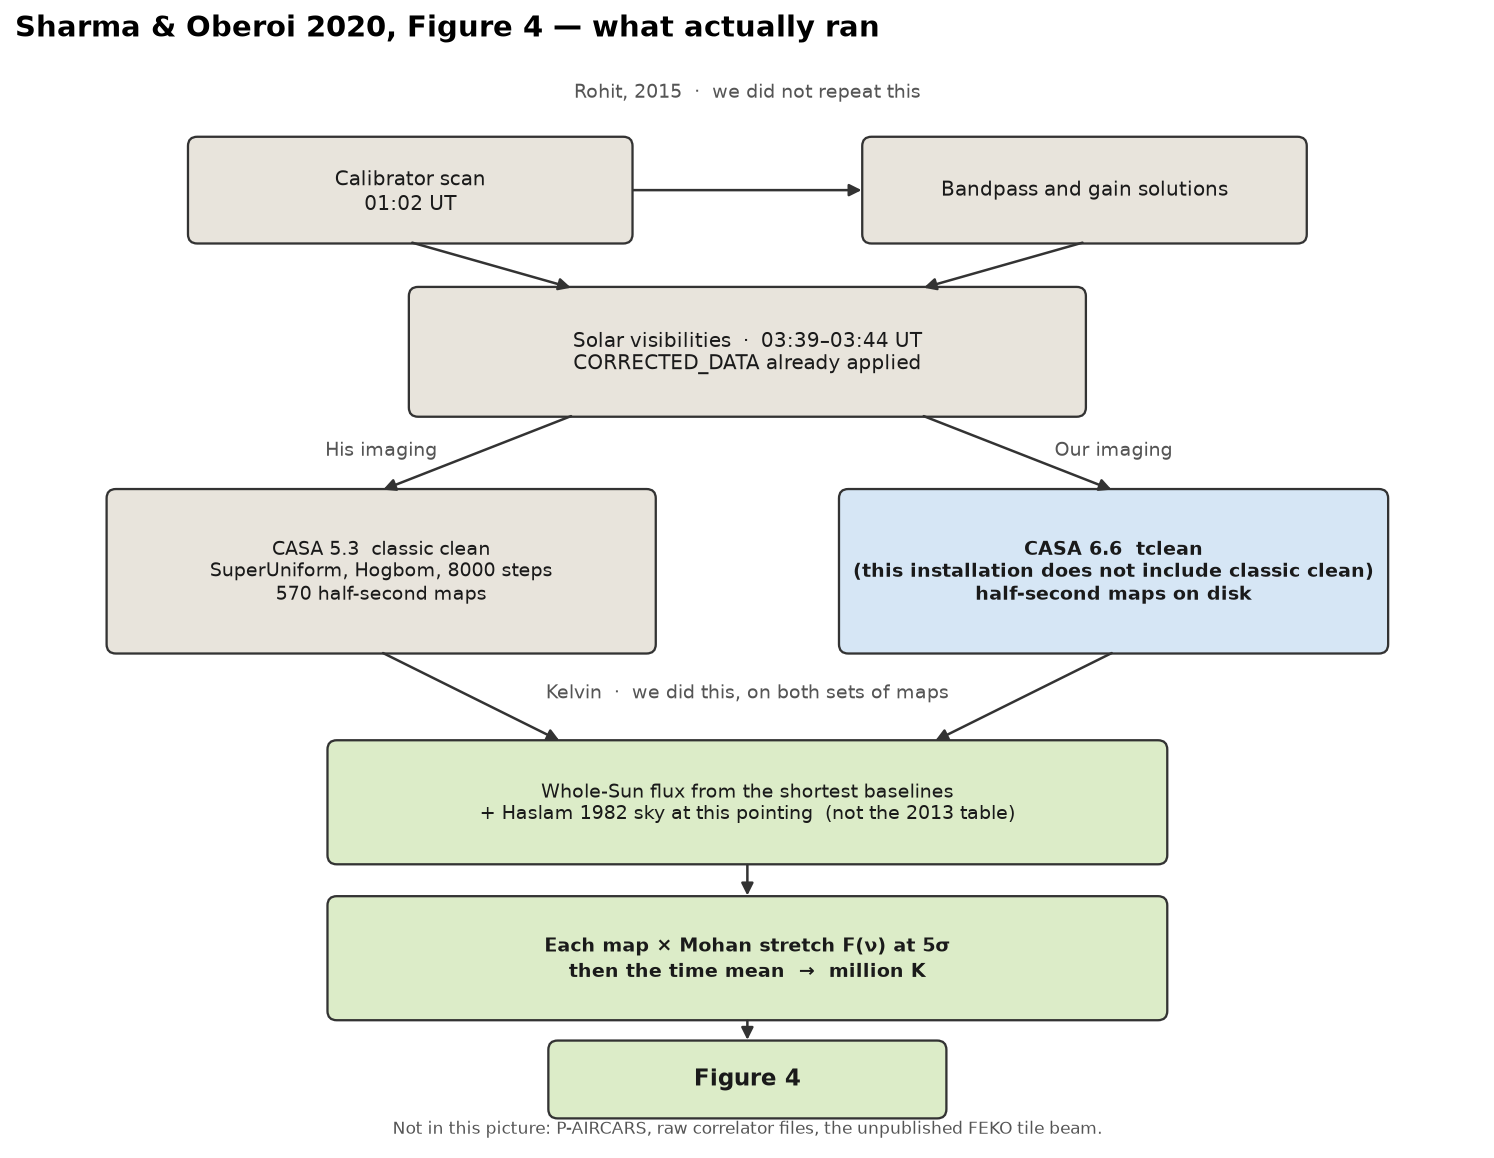 Sharma & Oberoi 2020, Figure 4 — what actually ran
Rohit, 2015 · we did not repeat this
Calibrator scan
01:02 UT
Bandpass and gain solutions
Solar visibilities · 03:39–03:44 UT
CORRECTED_DATA already applied
His imaging
Our imaging
CASA 5.3 classic clean
SuperUniform, Hogbom, 8000 steps
570 half-second maps
CASA 6.6 tclean
(this installation does not include classic clean)
half-second maps on disk
Kelvin · we did this, on both sets of maps
Whole-Sun flux from the shortest baselines
+ Haslam 1982 sky at this pointing (not the 2013 table)
Each map × Mohan stretch F(ν) at 5σ
then the time mean → million K
Figure 4
Not in this picture: P-AIRCARS, raw correlator files, the unpublished FEKO tile beam.